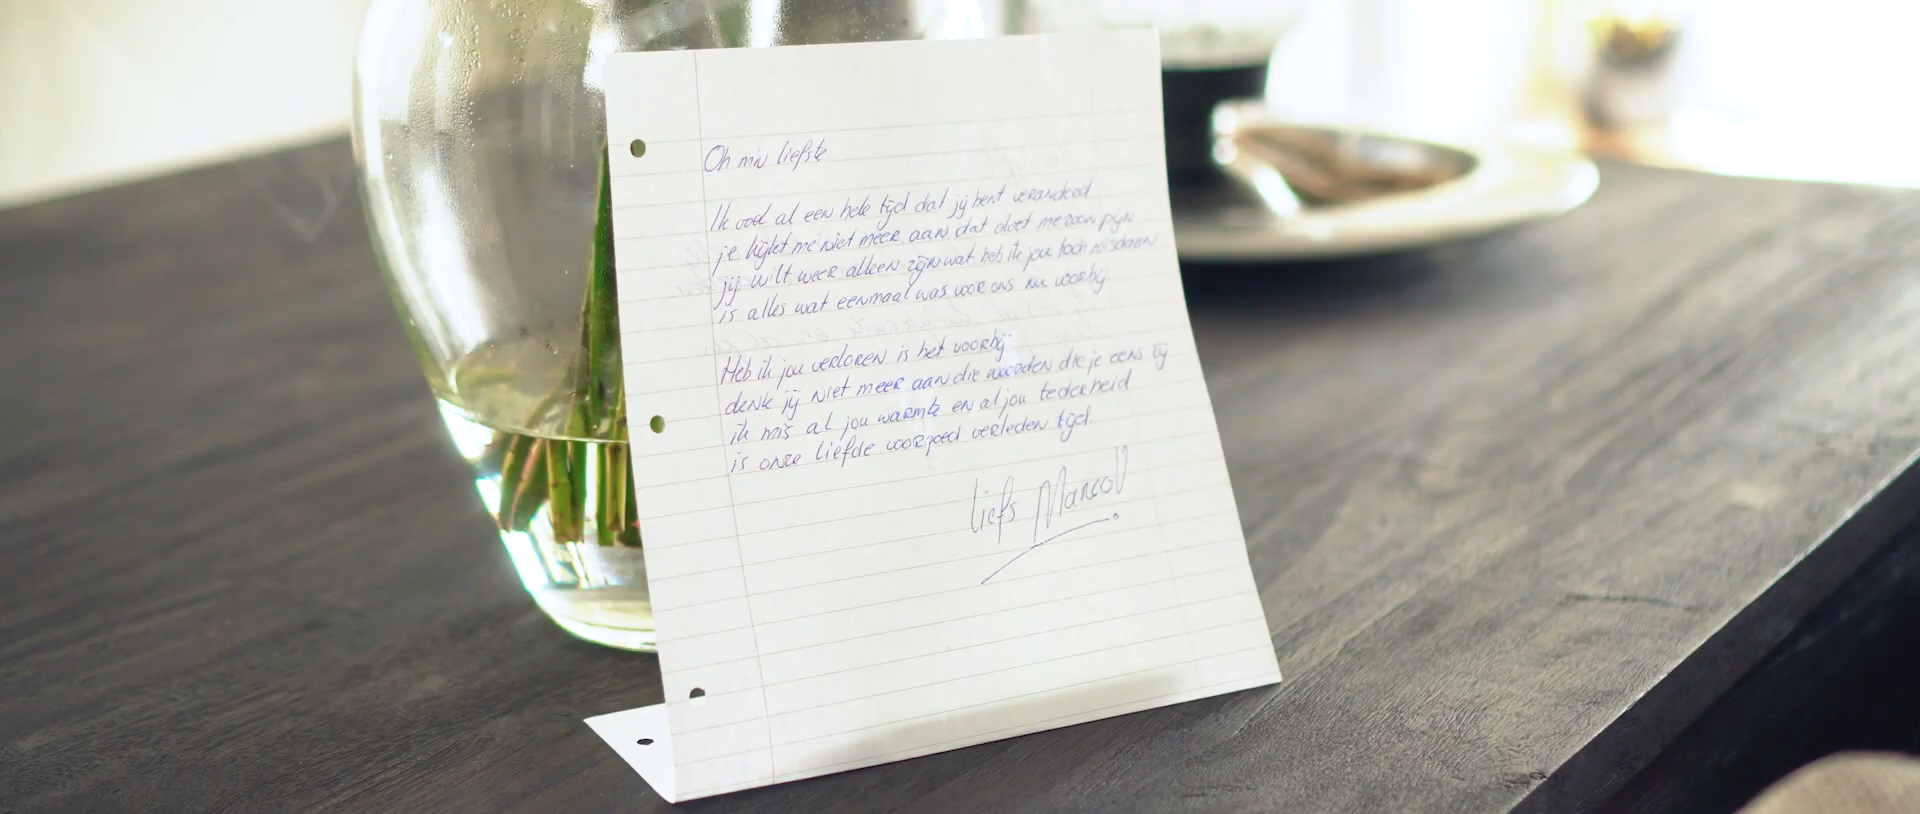 Oh mijn liefste
Ik voel al een hele tijd dat jij bent veranderd
je kijkt me niet meer aan dat doet me zoon pijn
jij wilt weer alleen zijn wat heb ik jou toch misdaan
is alles wat eenmaal was voor ons nu voorbij
Heb ik jou verloren is het voorbij.
denk jij niet meer aan die woorden die je eens zij
ik mis al jou warmte en al jou tederheid
is onze liefde voorgoed verleden tijd.
liefs Marco